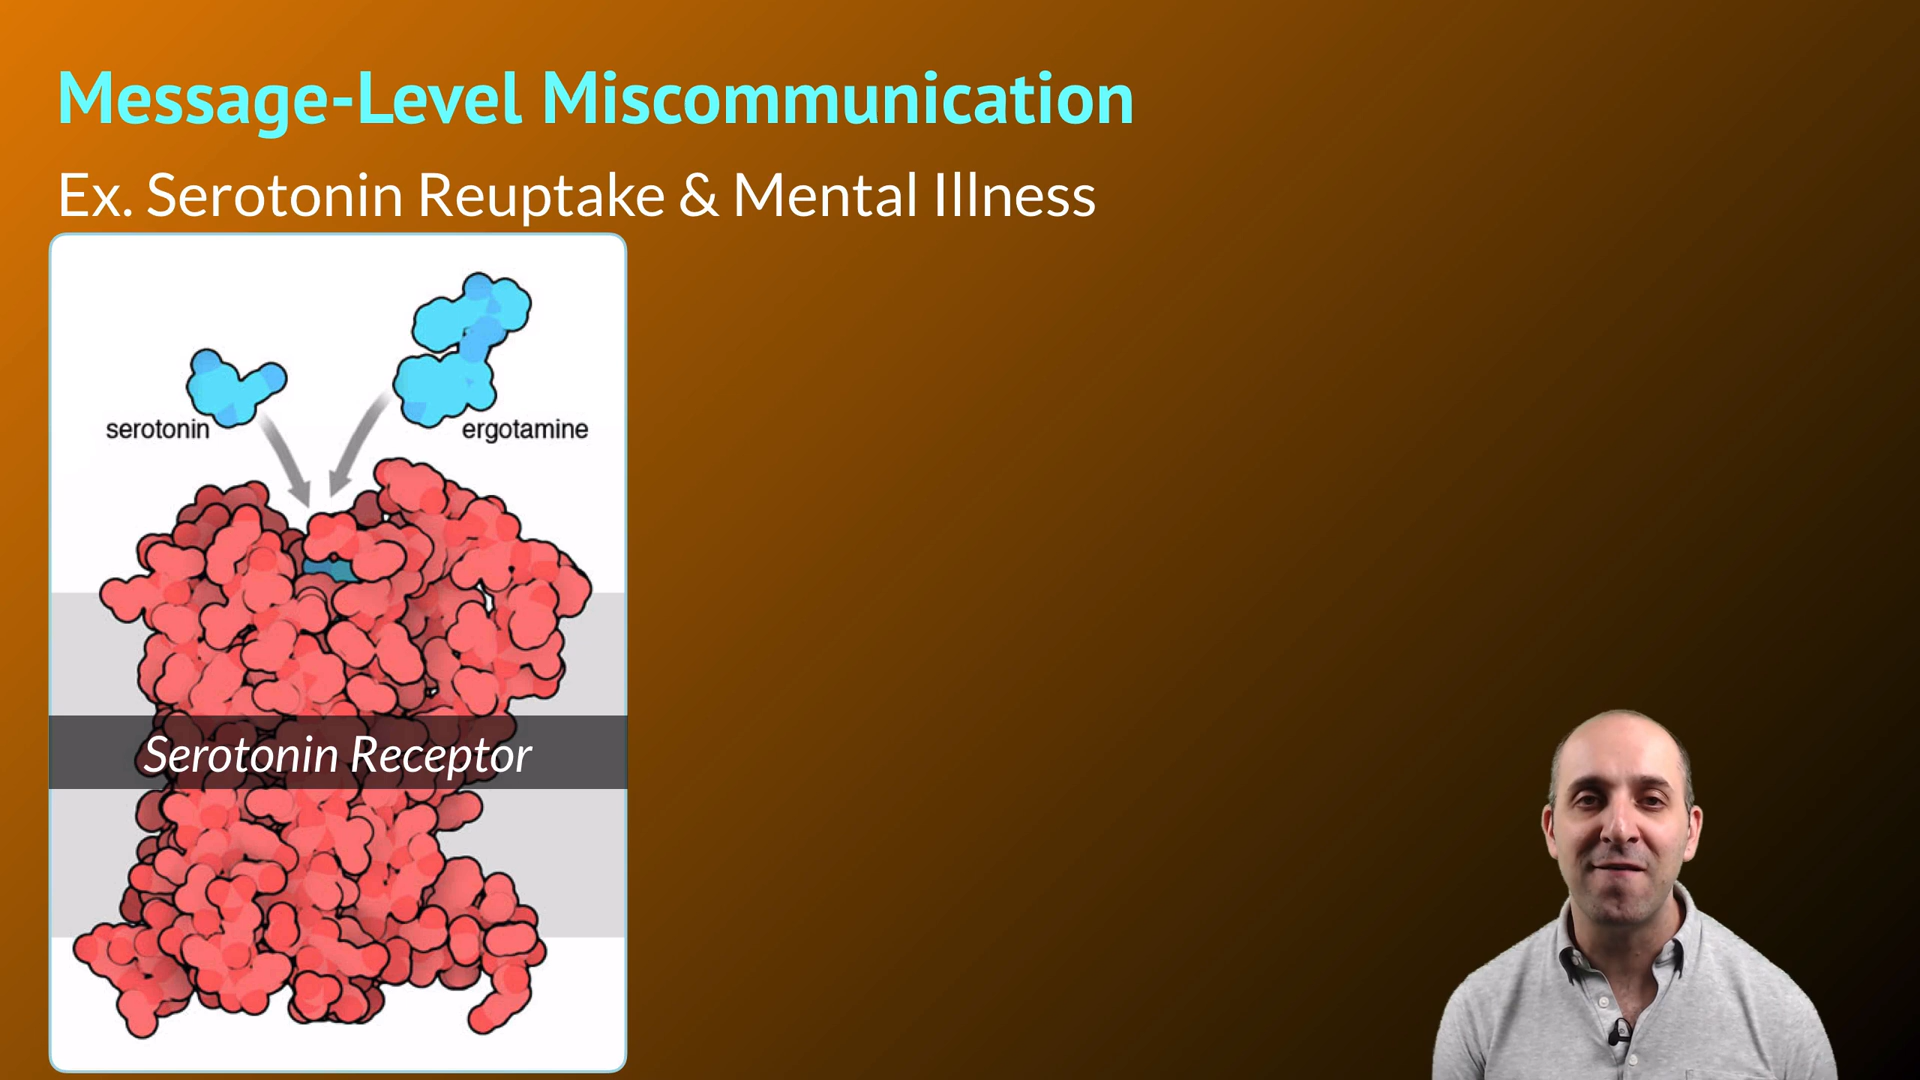 Message-Level Miscommunication
Ex. Serotonin Reuptake & Mental Illness
serotonin
ergotamine
Serotonin Receptor